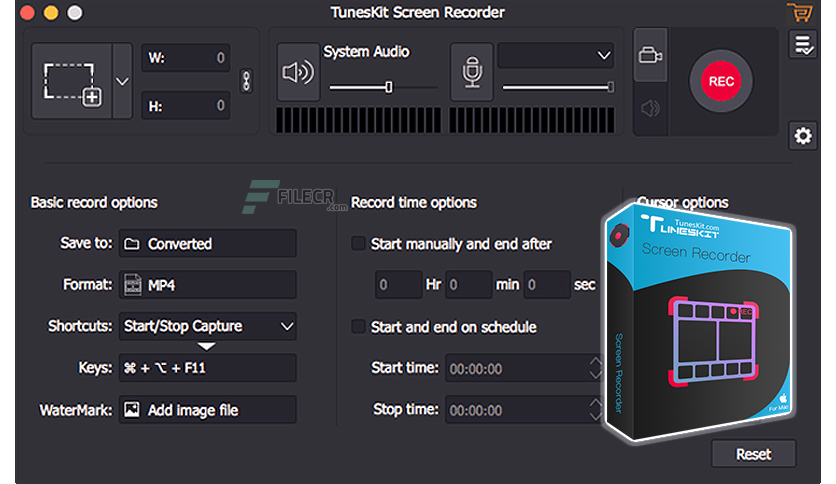 TunesKit Screen Recorder
W: 0
System Audio
REC
H: 0
FILECR
.com
Basic record options
Record time options
Cursor options
Save to: Converted
Start manually and end after
Format: MP4
0 Hr 0 min 0 sec
Shortcuts: Start/Stop Capture
Start and end on schedule
Keys: ⌘ + ⌥ + F11
Start time: 00:00:00
WaterMark: Add image file
Stop time: 00:00:00
TunesKit.com
TUNESKIT
Screen Recorder
REC
Screen Recorder
For Mac
Reset